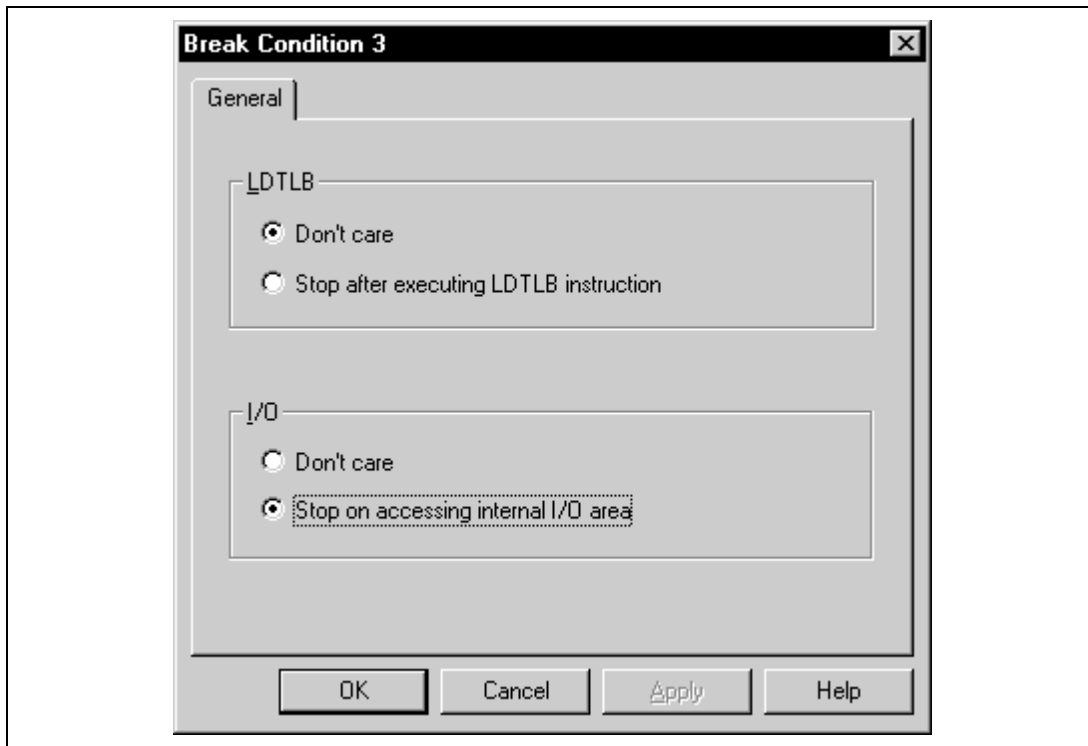 Break Condition 3
General
LDTLB
Don't care
Stop after executing LDTLB instruction
I/O
Don't care
Stop on accessing internal I/O area
OK Cancel Apply Help